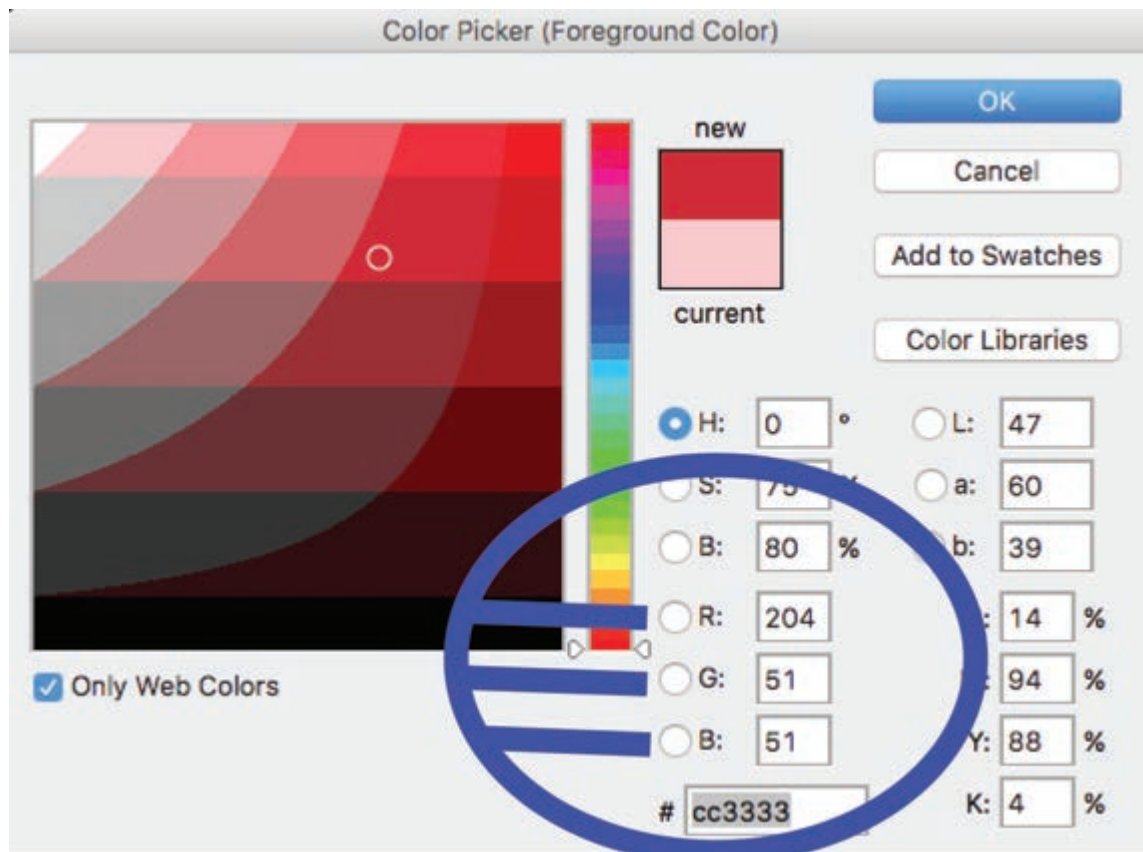 Color Picker (Foreground Color)
OK
new
Cancel
Add to Swatches
current
Color Libraries
H: 0 ° L: 47
S: 75 a: 60
B: 80 % b: 39
R: 204 : 14 %
G: 51 94 %
Only Web Colors
B: 51 Y: 88 %
# cc3333 K: 4 %